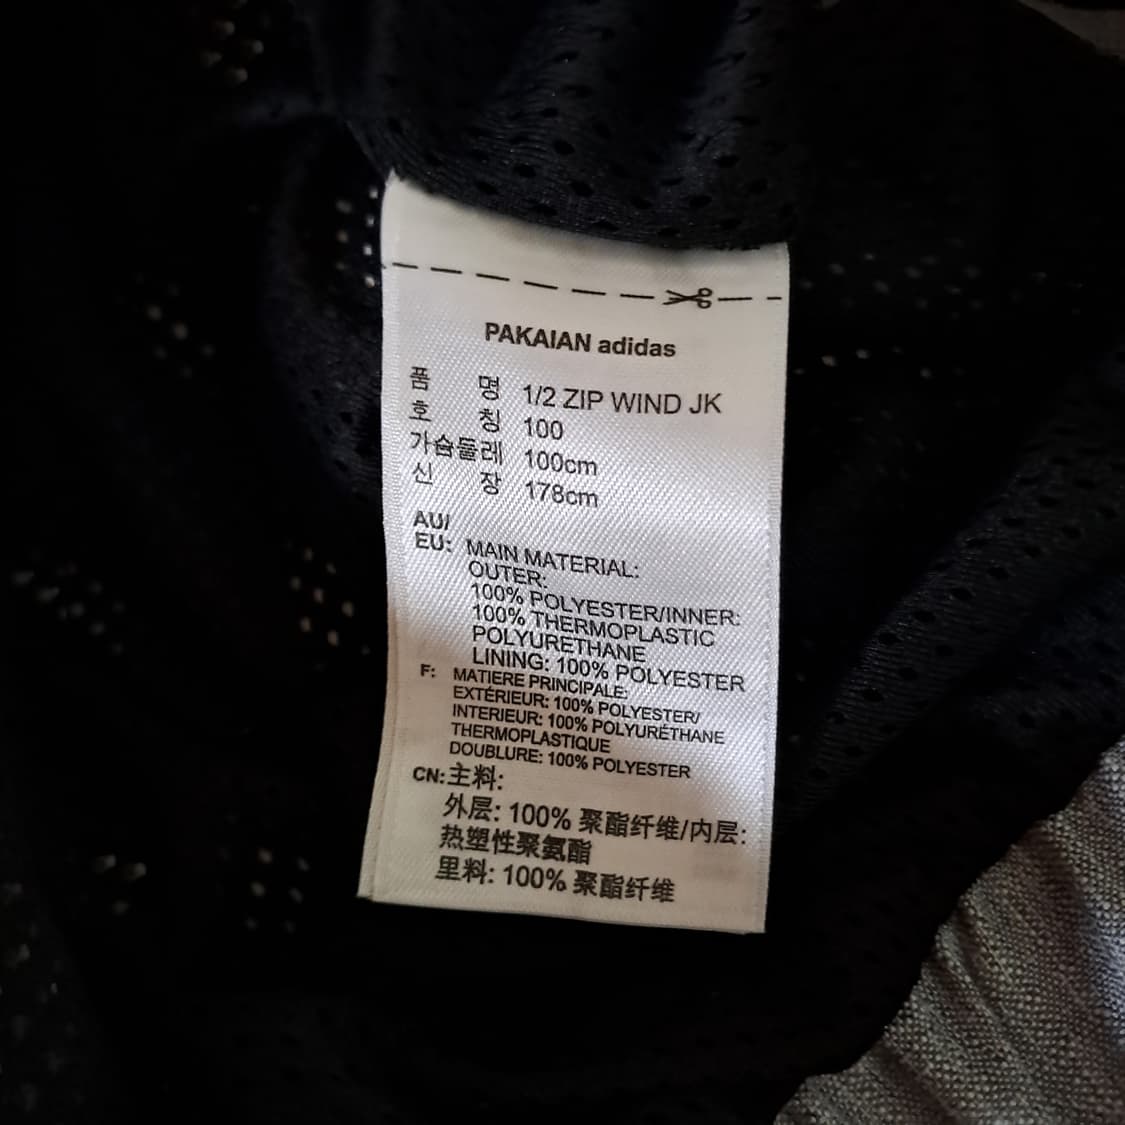 PAKAIAN adidas
품 명 1/2 ZIP WIND JK
호 칭 100
가슴둘레 100cm
신 장 178cm
AU/
EU: MAIN MATERIAL:
OUTER:
100% POLYESTER/INNER:
100% THERMOPLASTIC
POLYURETHANE
LINING: 100% POLYESTER
F: MATIERE PRINCIPALE:
EXTÉRIEUR: 100% POLYESTER/
INTERIEUR: 100% POLYURÉTHANE
THERMOPLASTIQUE
DOUBLURE: 100% POLYESTER
CN:主料:
外层: 100% 聚酯纤维/内层:
热塑性聚氨酯
里料: 100% 聚酯纤维